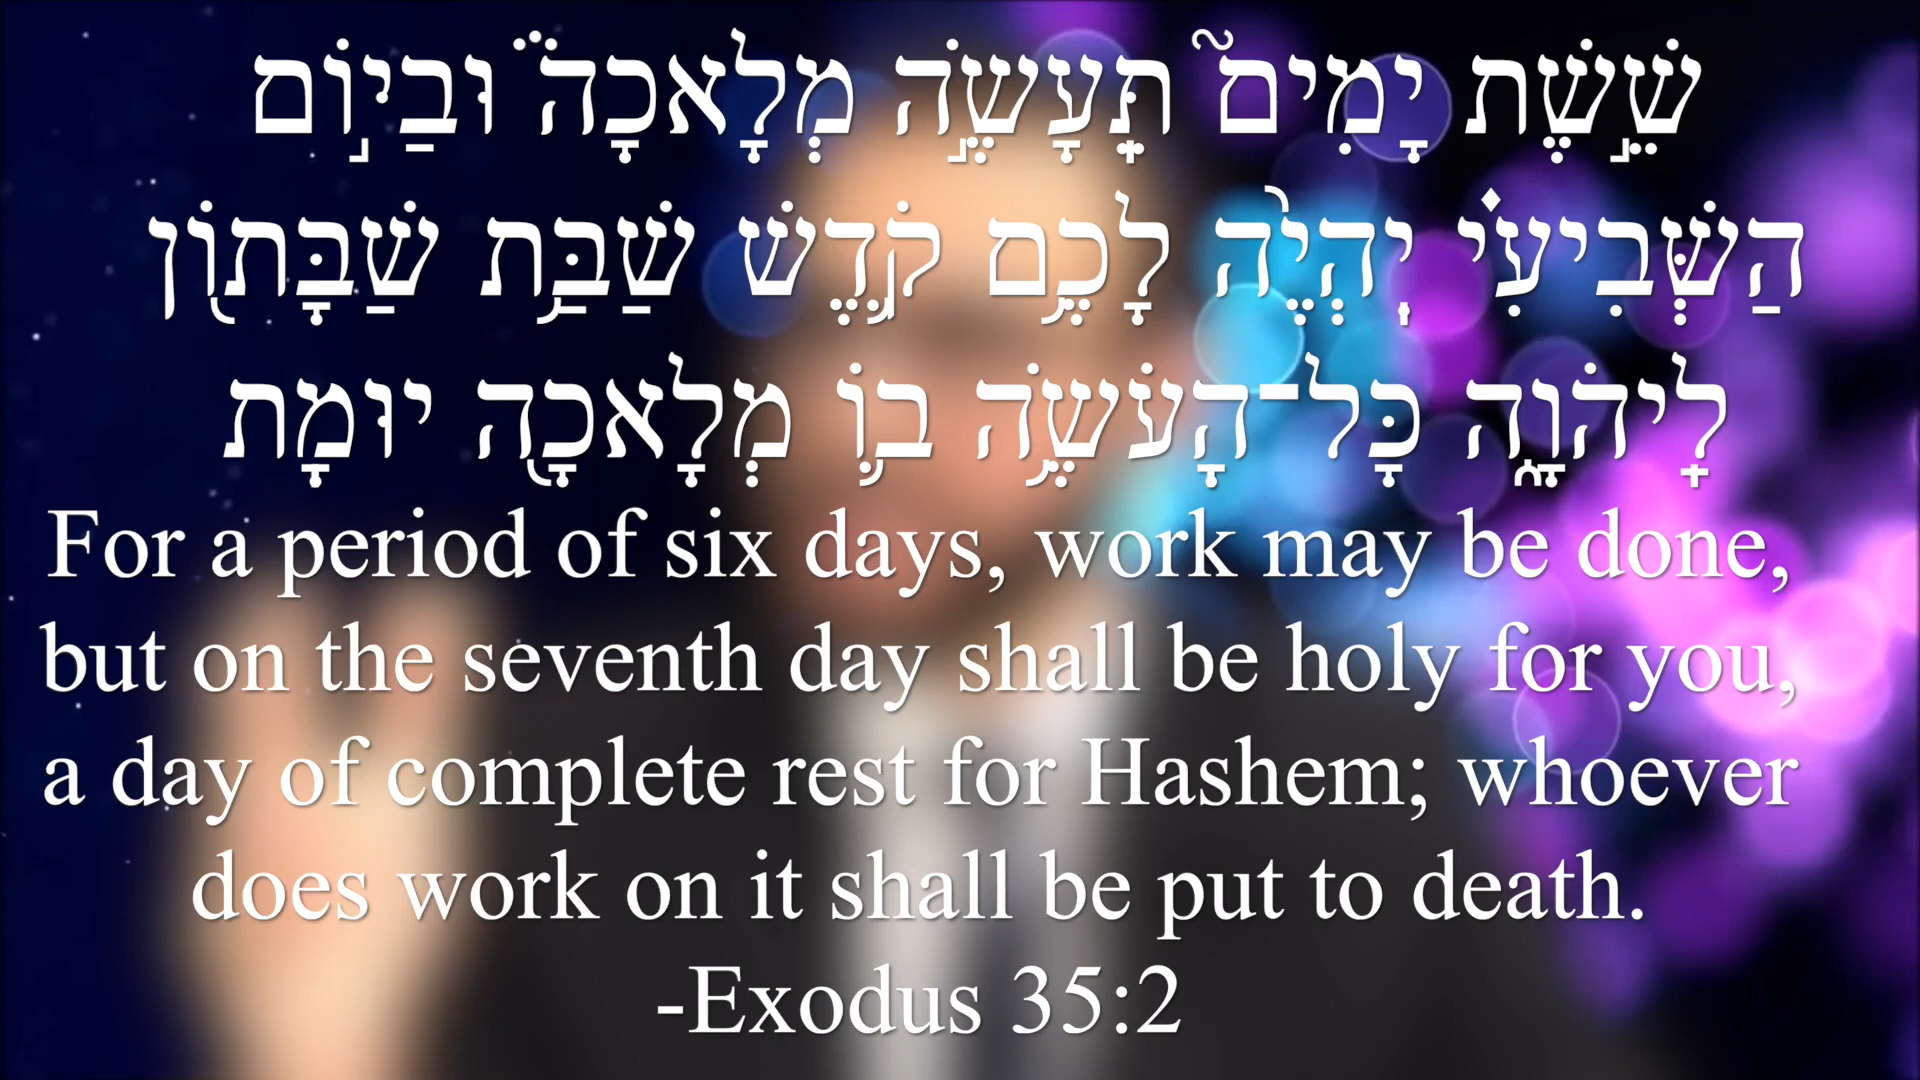 שֵׁ֣שֶׁת יָמִים֮ תֵּעָשֶׂ֣ה מְלָאכָה֒ וּבַיּ֣וֹם
הַשְּׁבִיעִ֗י יִֽהְיֶ֨ה לָכֶ֥ם קֹ֛דֶשׁ שַׁבַּ֥ת שַׁבָּת֖וֹן
לַֽיהֹוָ֑ה כׇּל־הָעֹשֶׂ֥ה ב֛וֹ מְלָאכָ֖ה יוּמָת
For a period of six days, work may be done,
but on the seventh day shall be holy for you,
a day of complete rest for Hashem; whoever
does work on it shall be put to death.
-Exodus 35:2